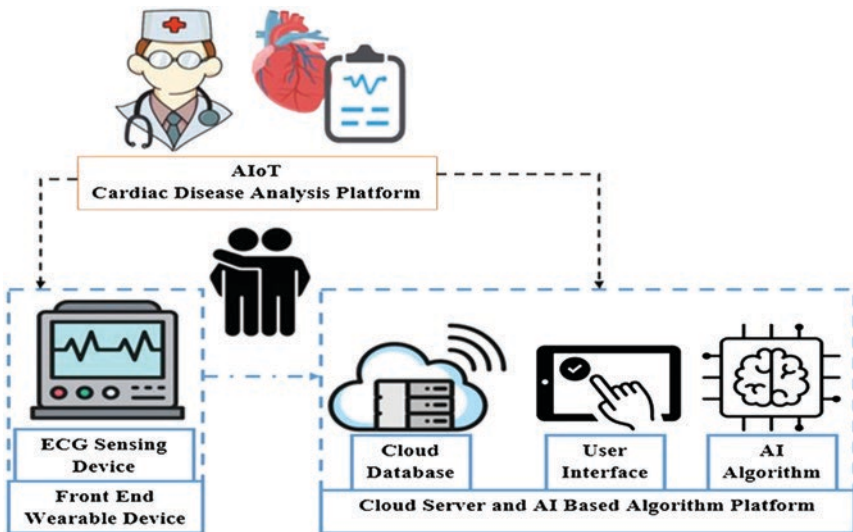 AIoT
Cardiac Disease Analysis Platform
ECG Sensing
Device
Front End
Wearable Device
Cloud
Database
User
Interface
AI
Algorithm
Cloud Server and AI Based Algorithm Platform